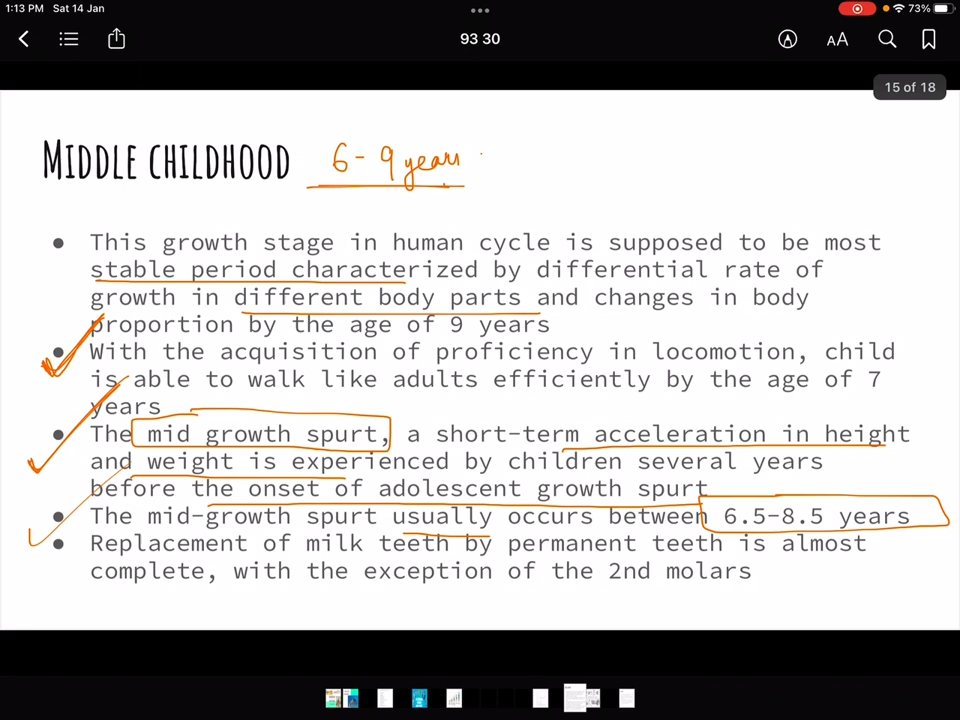 1:13 PM Sat 14 Jan
73%
93 30
AA
15 of 18
MIDDLE CHILDHOOD 6 - 9 years
• This growth stage in human cycle is supposed to be most
stable period characterized by differential rate of
growth in different body parts and changes in body
proportion by the age of 9 years
• With the acquisition of proficiency in locomotion, child
is able to walk like adults efficiently by the age of 7
years
• The mid growth spurt, a short-term acceleration in height
and weight is experienced by children several years
before the onset of adolescent growth spurt
• The mid-growth spurt usually occurs between 6.5-8.5 years
• Replacement of milk teeth by permanent teeth is almost
complete, with the exception of the 2nd molars